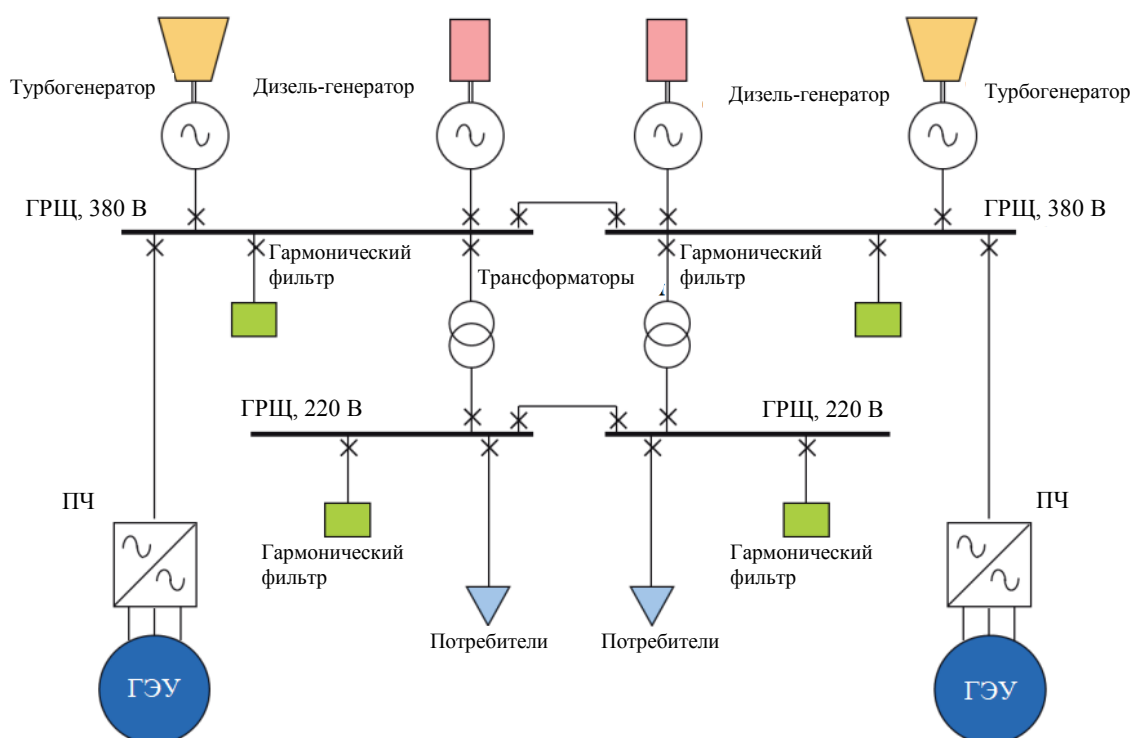 Турбогенератор
Дизель-генератор
Дизель-генератор
Турбогенератор
ГРЩ, 380 В
ГРЩ, 380 В
Гармонический
фильтр
Трансформаторы
Гармонический
фильтр
ГРЩ, 220 В
ГРЩ, 220 В
ПЧ
ПЧ
Гармонический
фильтр
Гармонический
фильтр
Потребители
Потребители
ГЭУ
ГЭУ